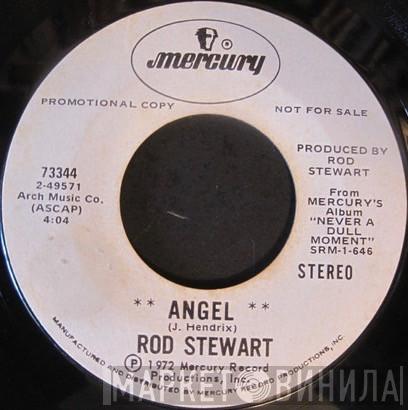 mercury
PROMOTIONAL COPY
NOT FOR SALE
73344
2-49571
Arch Music Co.
(ASCAP)
4:04
PRODUCED BY
ROD
STEWART
From
MERCURY'S
Album
"NEVER A
DULL
MOMENT"
SRM-1-646
STEREO
** ANGEL **
(J. Hendrix)
ROD STEWART
Ⓟ 1972 Mercury Record
Productions, Inc.
MANUFACTURED AND DISTRIBUTED BY MERCURY RECORD PRODUCTIONS, INC.
МАРКЕТ ВИНИЛА